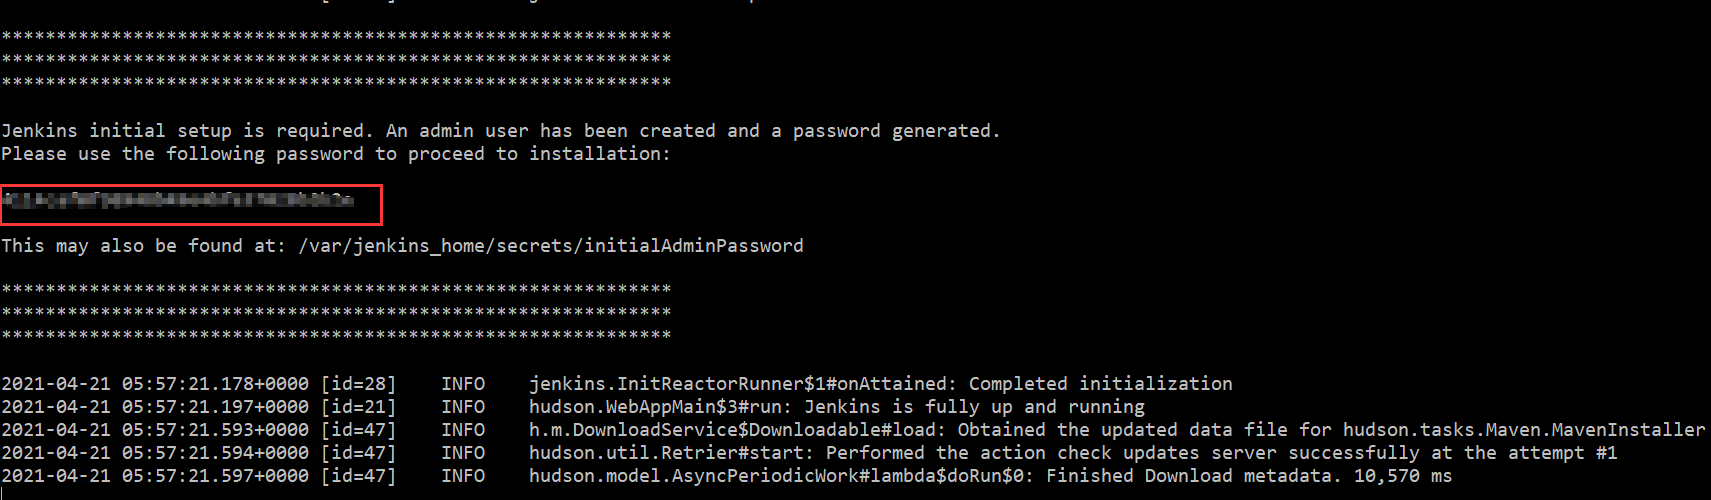 *************************************************************
*************************************************************
*************************************************************
Jenkins initial setup is required. An admin user has been created and a password generated.
Please use the following password to proceed to installation:
This may also be found at: /var/jenkins_home/secrets/initialAdminPassword
*************************************************************
*************************************************************
*************************************************************
2021-04-21 05:57:21.178+0000 [id=28]    INFO    jenkins.InitReactorRunner$1#onAttained: Completed initialization
2021-04-21 05:57:21.197+0000 [id=21]    INFO    hudson.WebAppMain$3#run: Jenkins is fully up and running
2021-04-21 05:57:21.593+0000 [id=47]    INFO    h.m.DownloadService$Downloadable#load: Obtained the updated data file for hudson.tasks.Maven.MavenInstaller
2021-04-21 05:57:21.594+0000 [id=47]    INFO    hudson.util.Retrier#start: Performed the action check updates server successfully at the attempt #1
2021-04-21 05:57:21.597+0000 [id=47]    INFO    hudson.model.AsyncPeriodicWork#lambda$doRun$0: Finished Download metadata. 10,570 ms